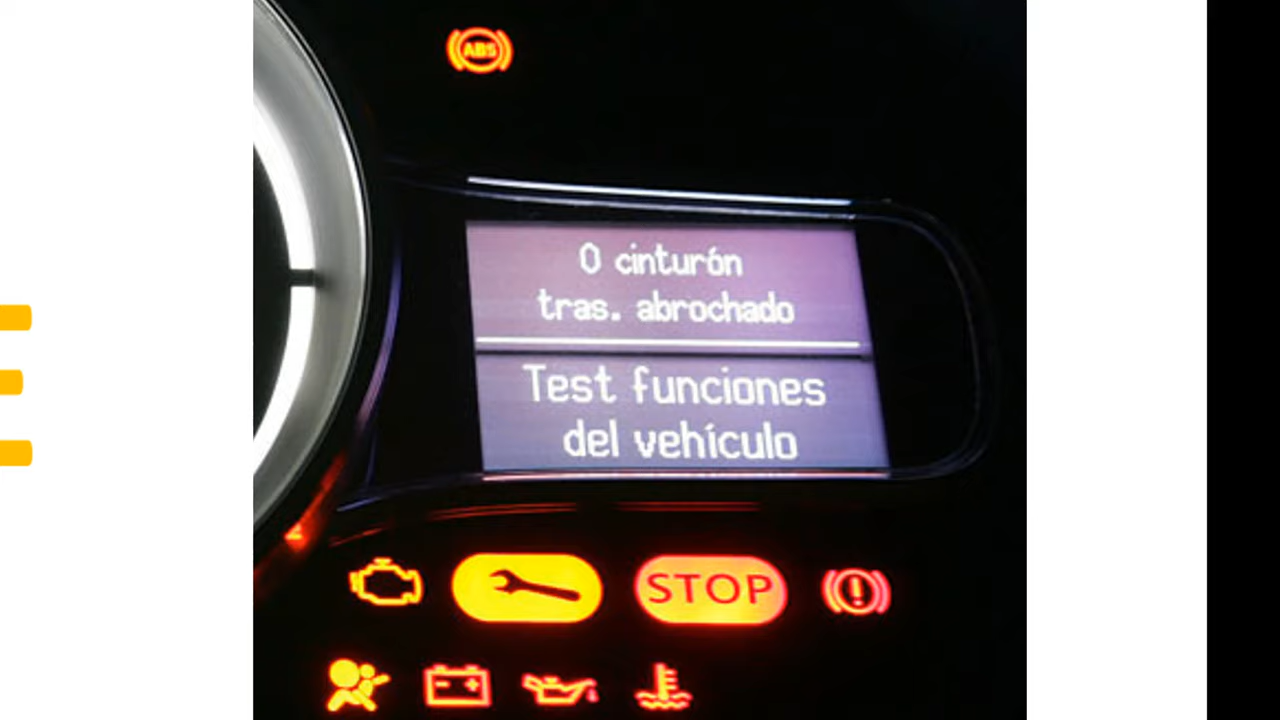 ABS
0 cinturón
tras. abrochado
Test funciones
del vehículo
STOP